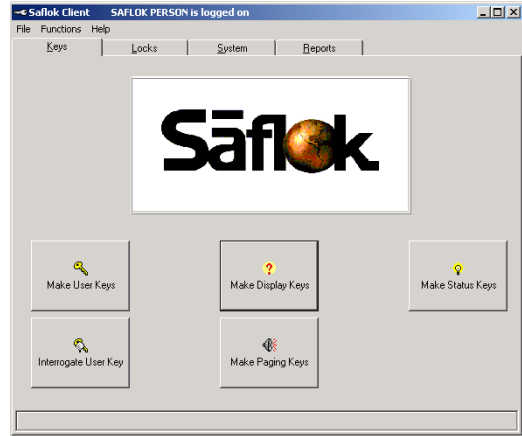 Saflok Client SAFLOK PERSON is logged on
File Functions Help
Keys Locks System Reports
Sāflok
Make User Keys Make Display Keys Make Status Keys
Interrogate User Key Make Paging Keys